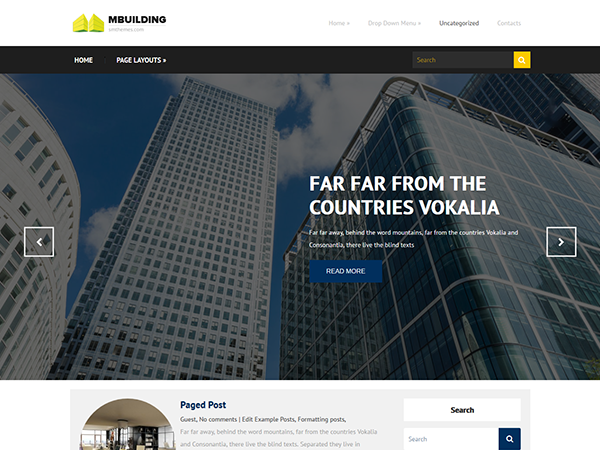 MBUILDING
smthemes.com
Home » Drop Down Menu » Uncategorized Contacts
HOME PAGE LAYOUTS » Search
FAR FAR FROM THE
COUNTRIES VOKALIA
Far far away, behind the word mountains, far from the countries Vokalia and
Consonantia, there live the blind texts
READ MORE
Paged Post
Guest, No comments | Edit Example Posts, Formatting posts,
Far far away, behind the word mountains, far from the countries Vokalia
and Consonantia, there live the blind texts. Separated they live in
Search
Search